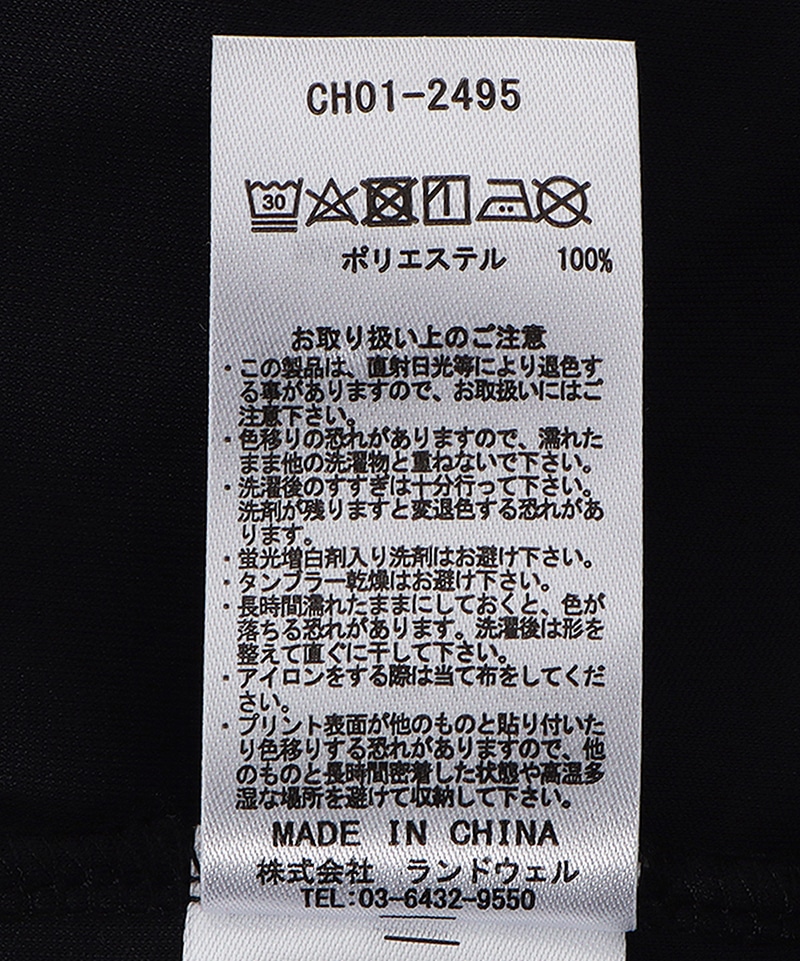 CH01-2495
30
ポリエステル 100%
お取り扱い上のご注意
・この製品は、直射日光等により退色す
る事がありますので、お取扱いにはご
注意下さい。
・色移りの恐れがありますので、濡れた
まま他の洗濯物と重ねないで下さい。
・洗濯後のすすぎは十分行って下さい。
洗剤が残りますと変退色する恐れがあ
ります。
・蛍光増白剤入り洗剤はお避け下さい。
・タンブラー乾燥はお避け下さい。
・長時間濡れたままにしておくと、色が
落ちる恐れがあります。洗濯後は形を
整えて直ぐに干して下さい。
・アイロンをする際は当て布をしてくだ
さい。
・プリント表面が他のものと貼り付いた
り色移りする恐れがありますので、他
のものと長時間密着した状態や高温多
湿な場所を避けて収納して下さい。
MADE IN CHINA
株式会社 ランドウェル
TEL:03-6432-9550